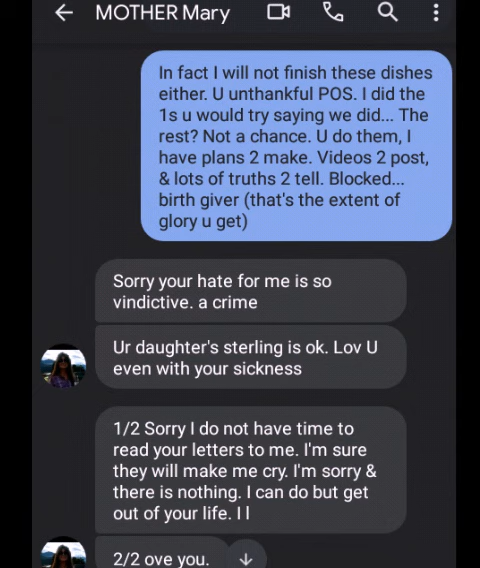 MOTHER Mary
In fact I will not finish these dishes
either. U unthankful POS. I did the
1s u would try saying we did... The
rest? Not a chance. U do them, I
have plans 2 make. Videos 2 post,
& lots of truths 2 tell. Blocked...
birth giver (that's the extent of
glory u get)
Sorry your hate for me is so
vindictive. a crime
Ur daughter's sterling is ok. Lov U
even with your sickness
1/2 Sorry I do not have time to
read your letters to me. I'm sure
they will make me cry. I'm sorry &
there is nothing. I can do but get
out of your life. I l
2/2 ove you.